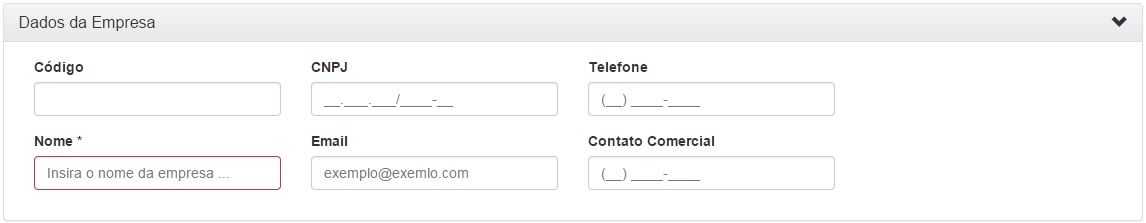 Dados da Empresa
Código CNPJ Telefone
__.___.___/____-__ (__) ____-____
Nome * Email Contato Comercial
Insira o nome da empresa ... exemplo@exemlo.com (__) ____-____